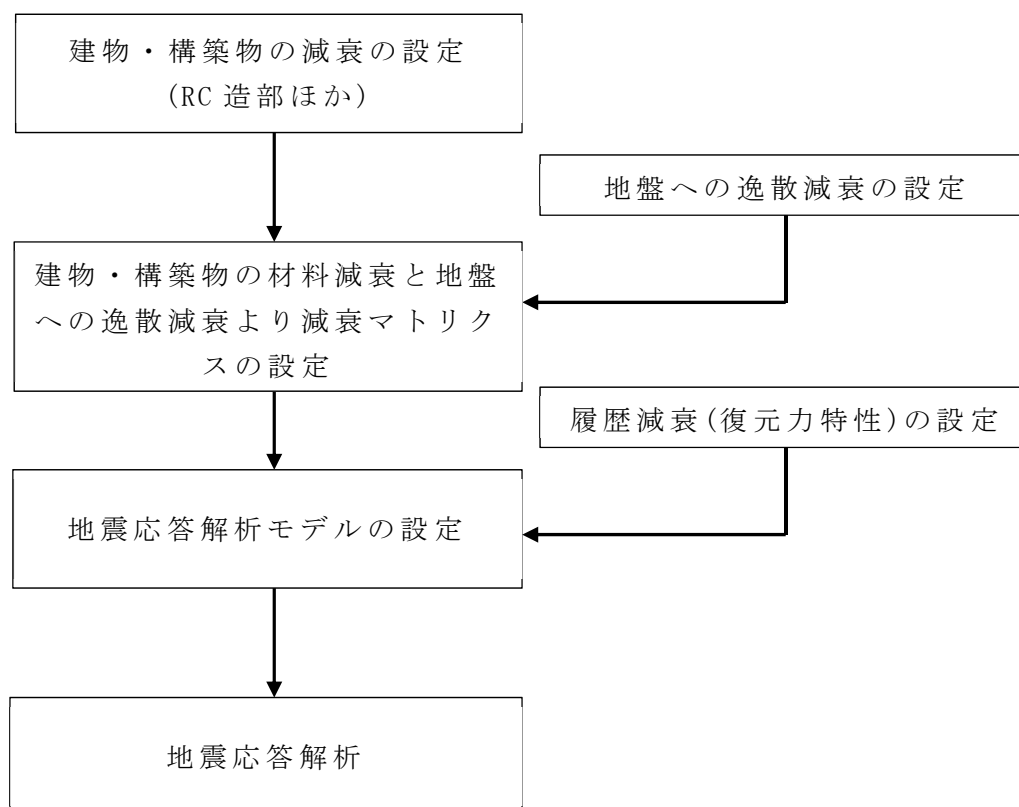 建物・構築物の減衰の設定
(RC造部ほか)
地盤への逸散減衰の設定
建物・構築物の材料減衰と地盤
への逸散減衰より減衰マトリク
スの設定
履歴減衰(復元力特性)の設定
地震応答解析モデルの設定
地震応答解析